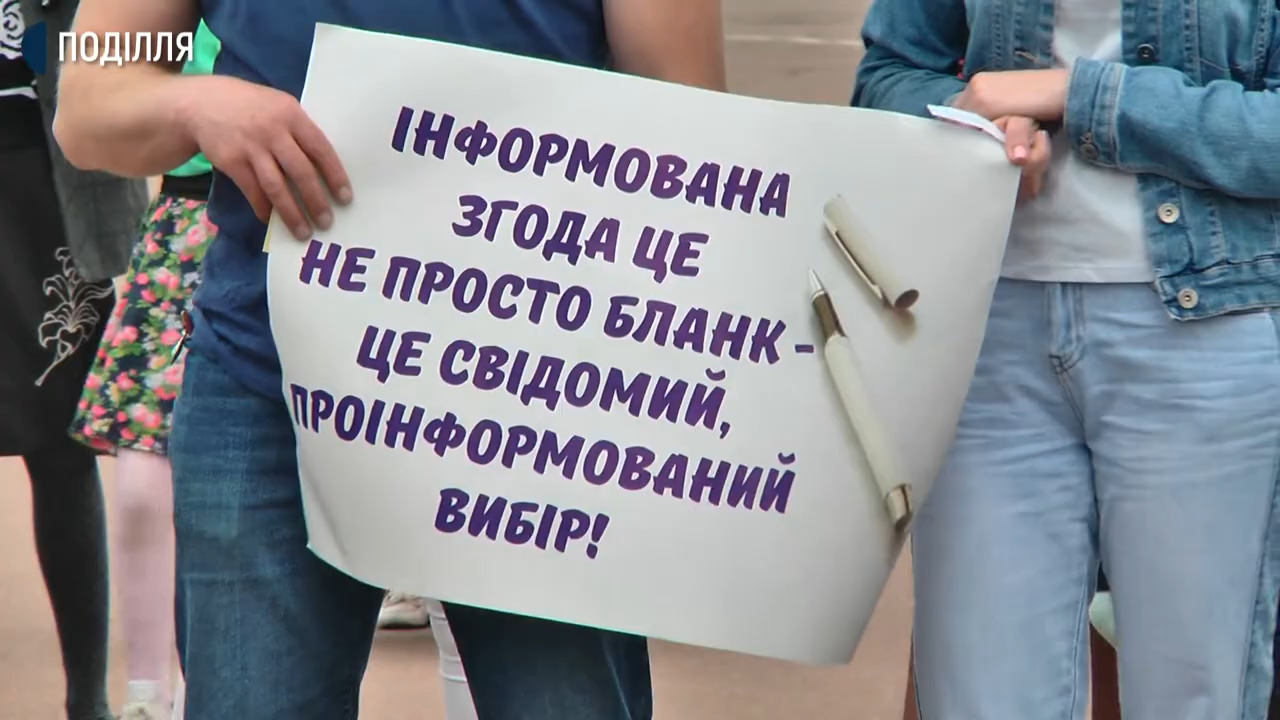 ПОДІЛЛЯ
ІНФОРМОВАНА
ЗГОДА ЦЕ
НЕ ПРОСТО БЛАНК -
ЦЕ СВІДОМИЙ,
ПРОІНФОРМОВАНИЙ
ВИБІР!